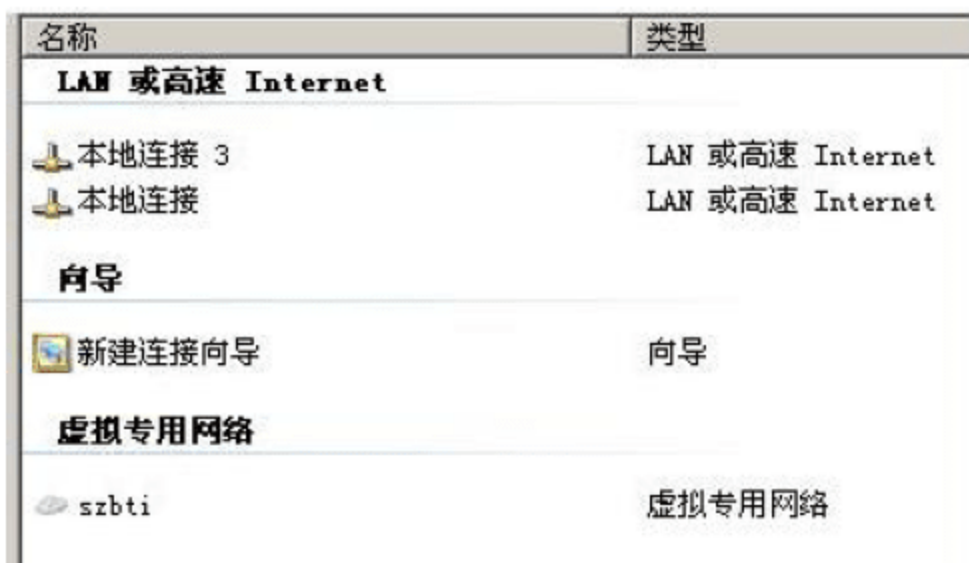 名称 类型
LAN 或高速 Internet
本地连接 3 LAN 或高速 Internet
本地连接 LAN 或高速 Internet
向导
新建连接向导 向导
虚拟专用网络
szbti 虚拟专用网络